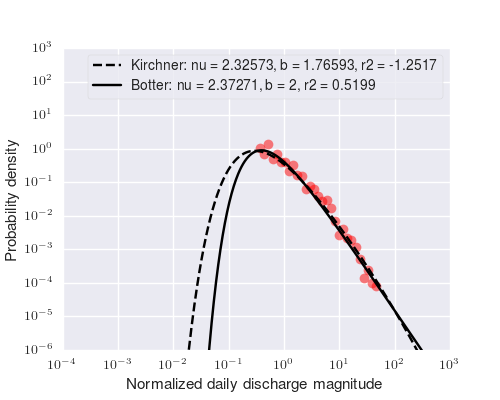 Kirchner: nu = 2.32573, b = 1.76593, r2 = -1.2517
Botter: nu = 2.37271, b = 2, r2 = 0.5199
Probability density
10³
10²
10¹
10⁰
10⁻¹
10⁻²
10⁻³
10⁻⁴
10⁻⁵
10⁻⁶
10⁻⁴ 10⁻³ 10⁻² 10⁻¹ 10⁰ 10¹ 10² 10³
Normalized daily discharge magnitude